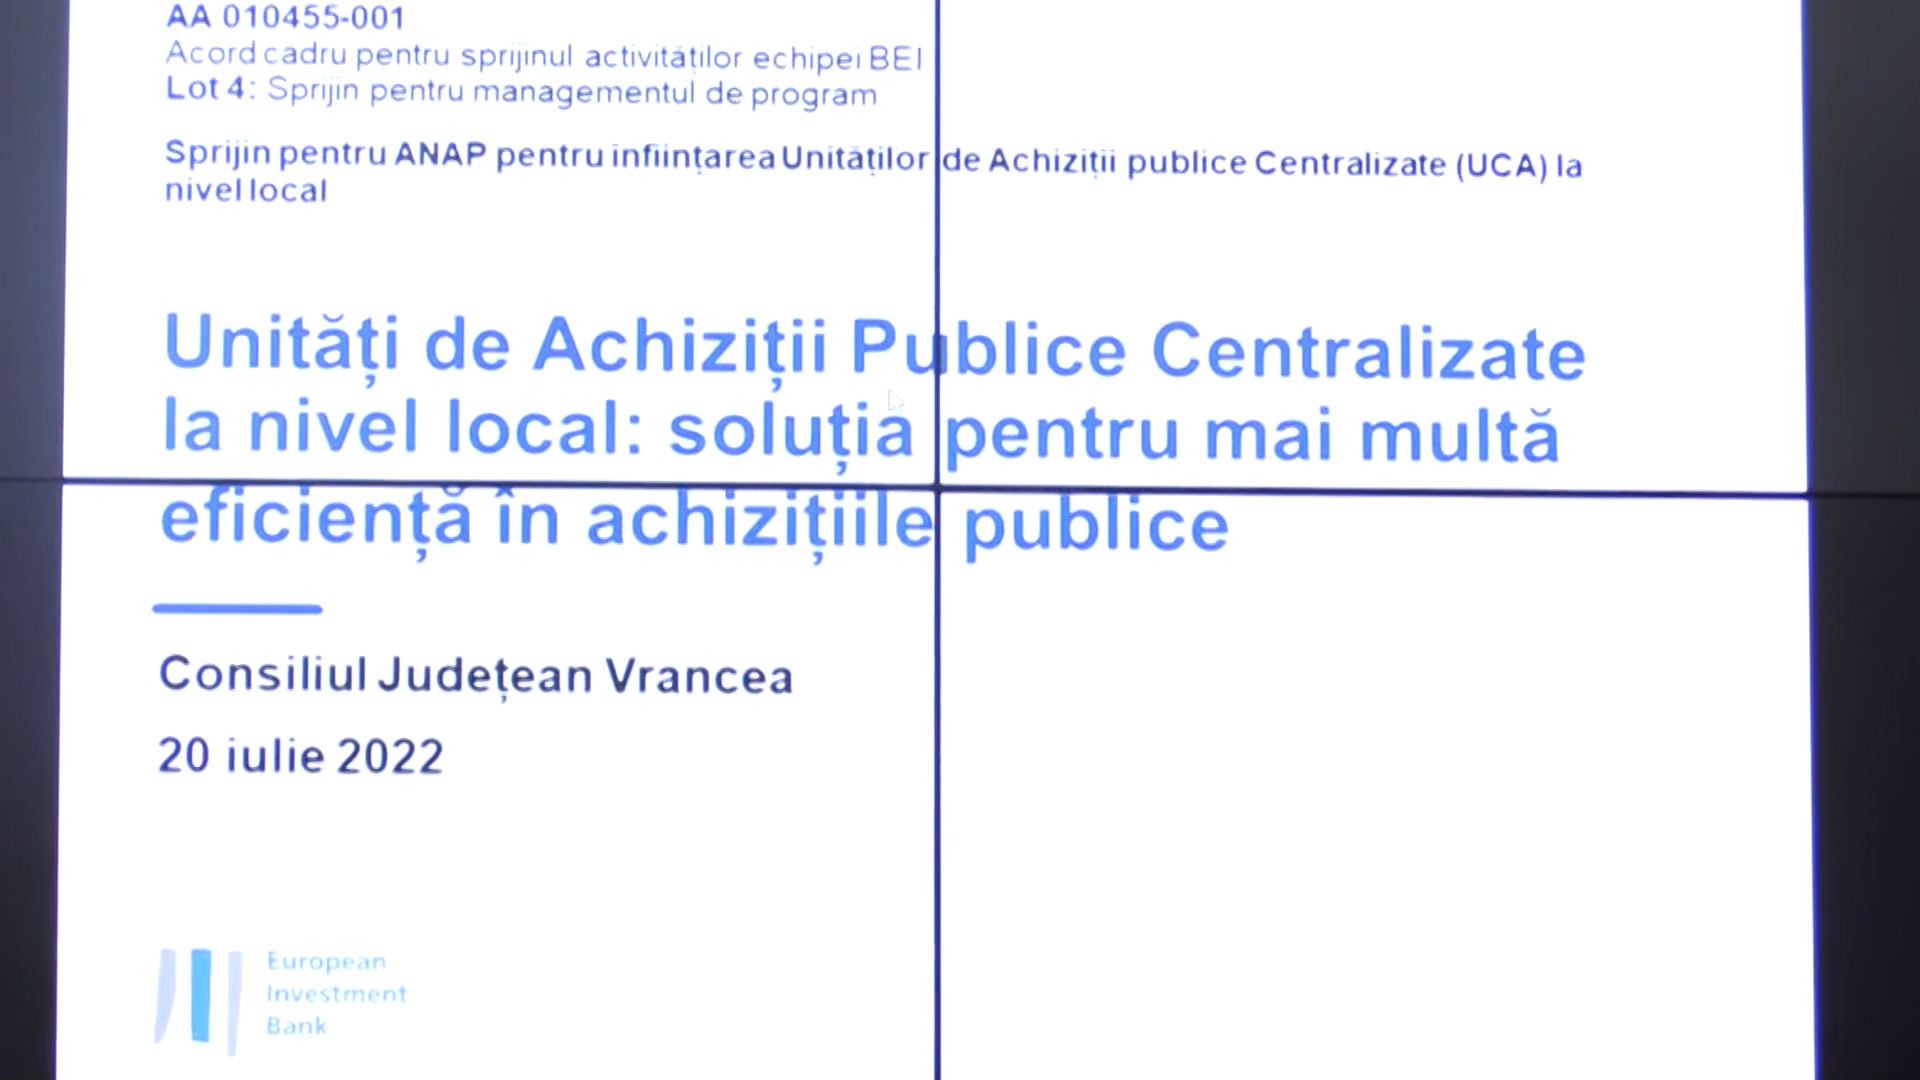 AA 010455-001
Acord cadru pentru sprijinul activităților echipei BEI
Lot 4: Sprijin pentru managementul de program
Sprijin pentru ANAP pentru înființarea Unităților de Achiziții publice Centralizate (UCA) la
nivel local
Unități de Achiziții Publice Centralizate
la nivel local: soluția pentru mai multă
eficiență în achizițiile publice
Consiliul Județean Vrancea
20 iulie 2022
European
Investment
Bank